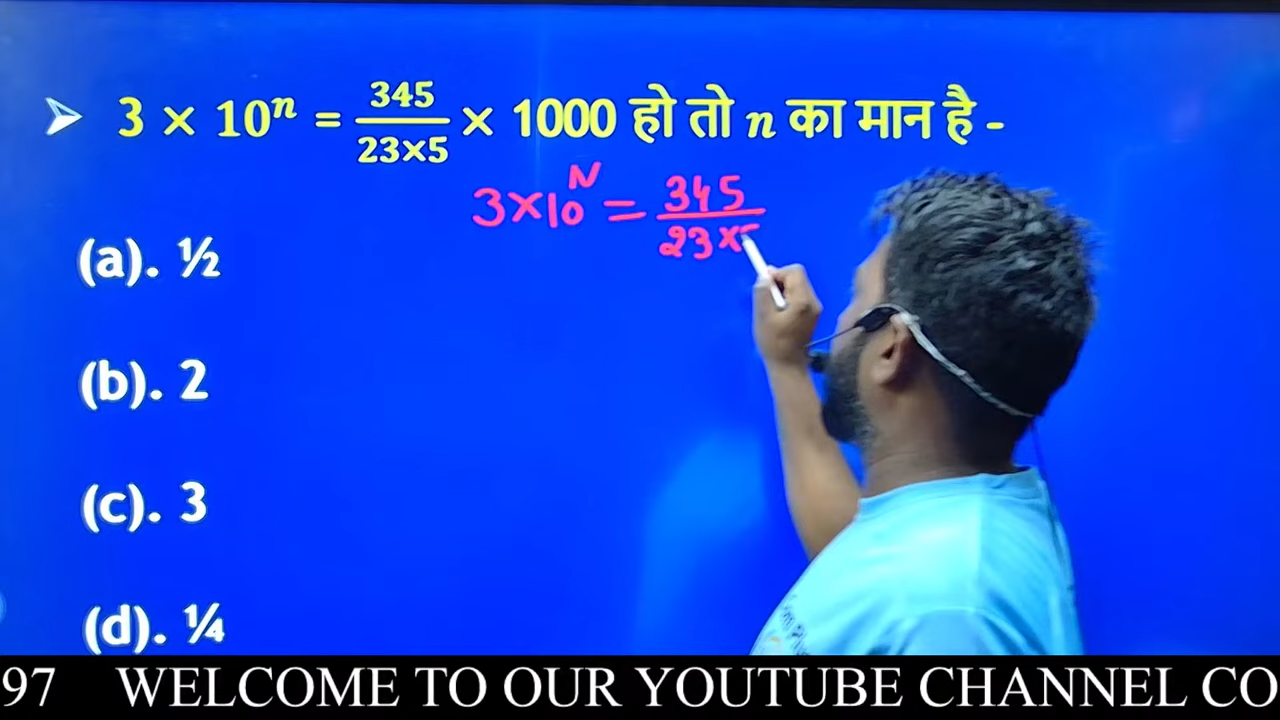 ➢ 3 × 10ⁿ = 345/23×5 × 1000 हो तो n का मान है -
3×10ᴺ = 345/23×5
(a). ½
(b). 2
(c). 3
(d). ¼
97 WELCOME TO OUR YOUTUBE CHANNEL CO